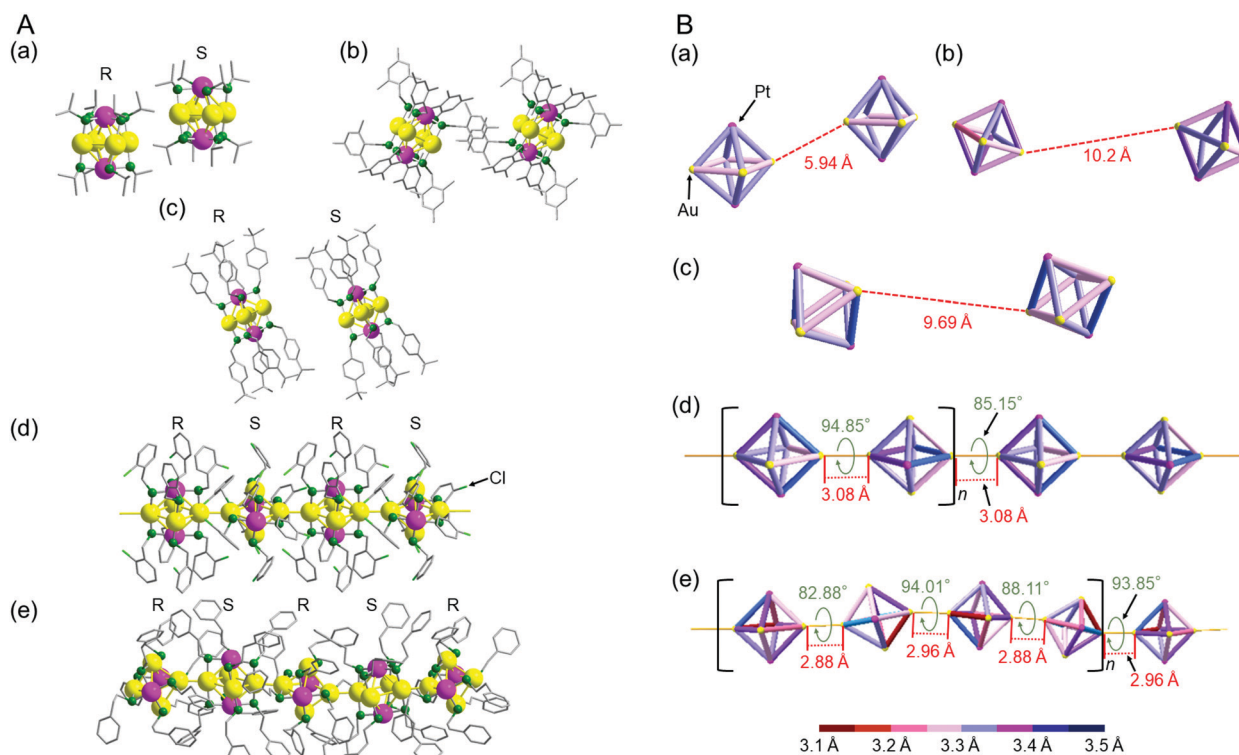 A
(a)
R
S
(b)
(c)
R
S
(d)
R
S
R
S
Cl
(e)
R
S
R
S
R
B
(a)
Pt
Au
5.94 Å
(b)
10.2 Å
(c)
9.69 Å
(d)
94.85°
85.15°
3.08 Å
n
3.08 Å
(e)
82.88°
94.01°
88.11°
93.85°
2.88 Å
2.96 Å
2.88 Å
n
2.96 Å
3.1 Å 3.2 Å 3.3 Å 3.4 Å 3.5 Å